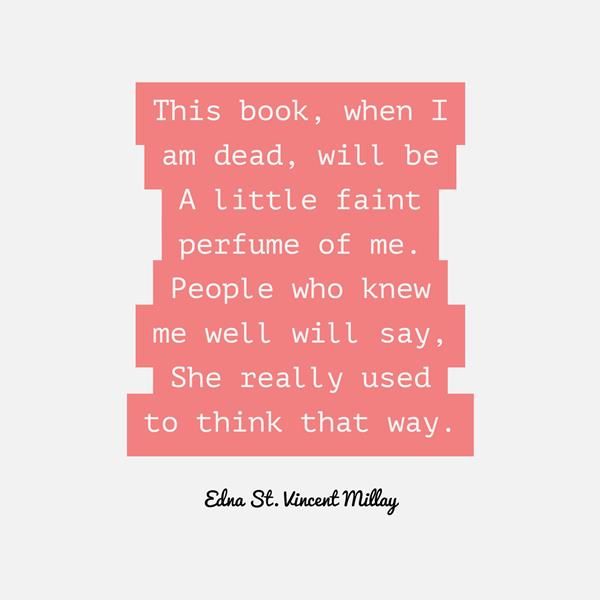 This book, when I
am dead, will be
A little faint
perfume of me.
People who knew
me well will say,
She really used
to think that way.
Edna St. Vincent Millay